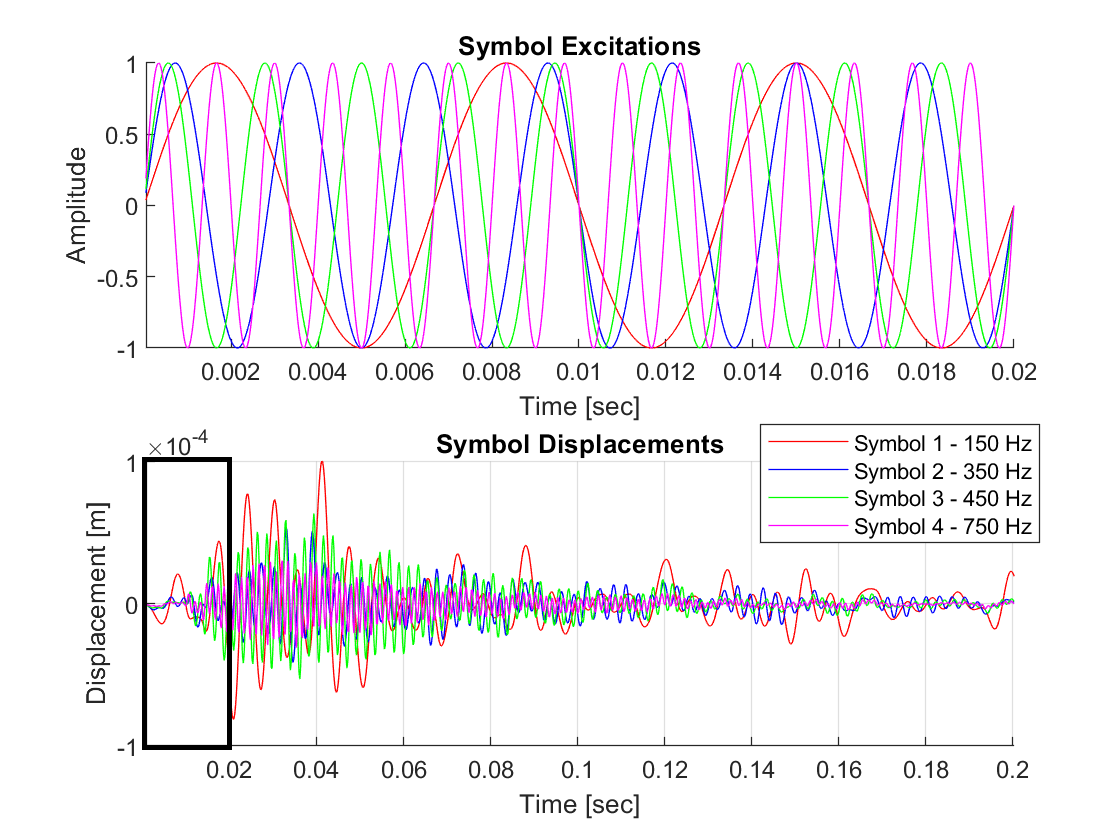 Symbol Excitations
1
0.5
0
-0.5
-1
Amplitude
0.002 0.004 0.006 0.008 0.01 0.012 0.014 0.016 0.018 0.02
Time [sec]
×10-4
Symbol Displacements
Symbol 1 - 150 Hz
Symbol 2 - 350 Hz
Symbol 3 - 450 Hz
Symbol 4 - 750 Hz
1
0
-1
Displacement [m]
0.02 0.04 0.06 0.08 0.1 0.12 0.14 0.16 0.18 0.2
Time [sec]